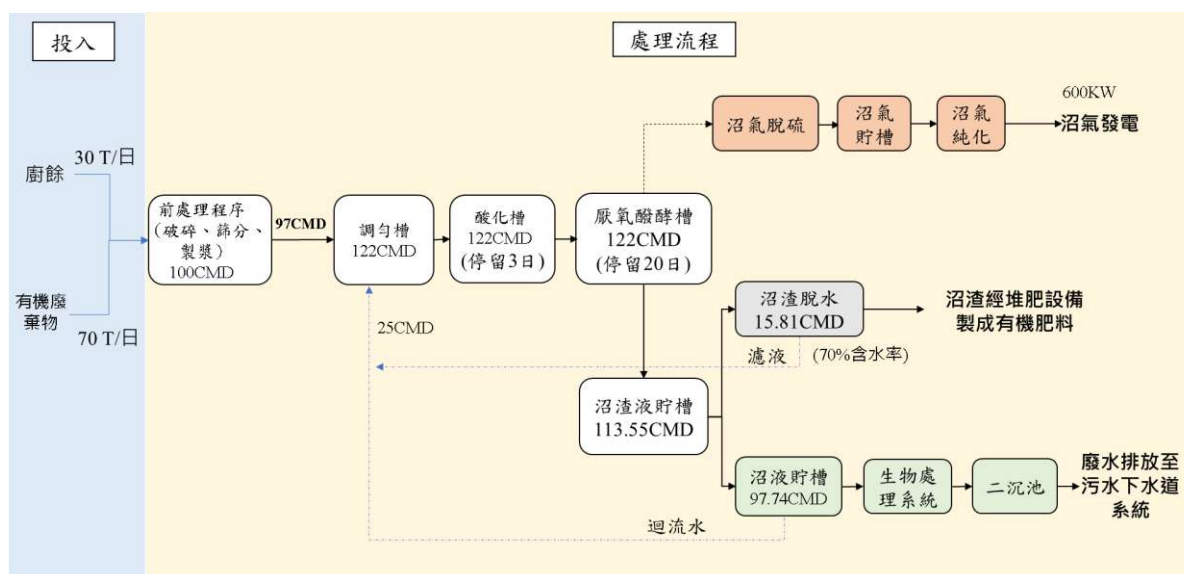 投入
處理流程
廚餘
30 T/日
有機廢
棄物
70 T/日
前處理程序
（破碎、篩分、
製漿）
100CMD
97CMD
調勻槽
122CMD
酸化槽
122CMD
(停留3日)
厭氧醱酵槽
122CMD
(停留20日)
沼氣脫硫
沼氣
貯槽
沼氣
純化
600KW
沼氣發電
25CMD
沼渣脫水
15.81CMD
濾液
(70%含水率)
沼渣經堆肥設備
製成有機肥料
沼渣液貯槽
113.55CMD
沼液貯槽
97.74CMD
生物處
理系統
二沉池
廢水排放至
污水下水道
系統
迴流水